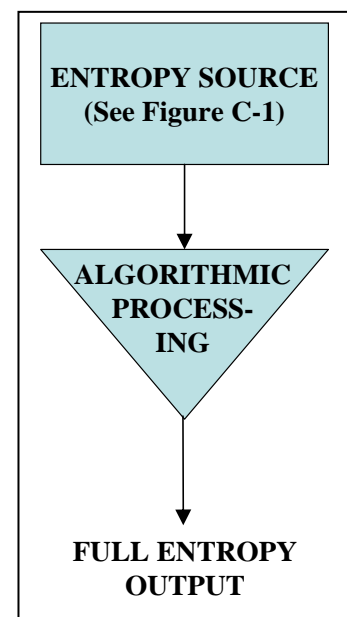 ENTROPY SOURCE
(See Figure C-1)
ALGORITHMIC
PROCESS-
ING
FULL ENTROPY
OUTPUT